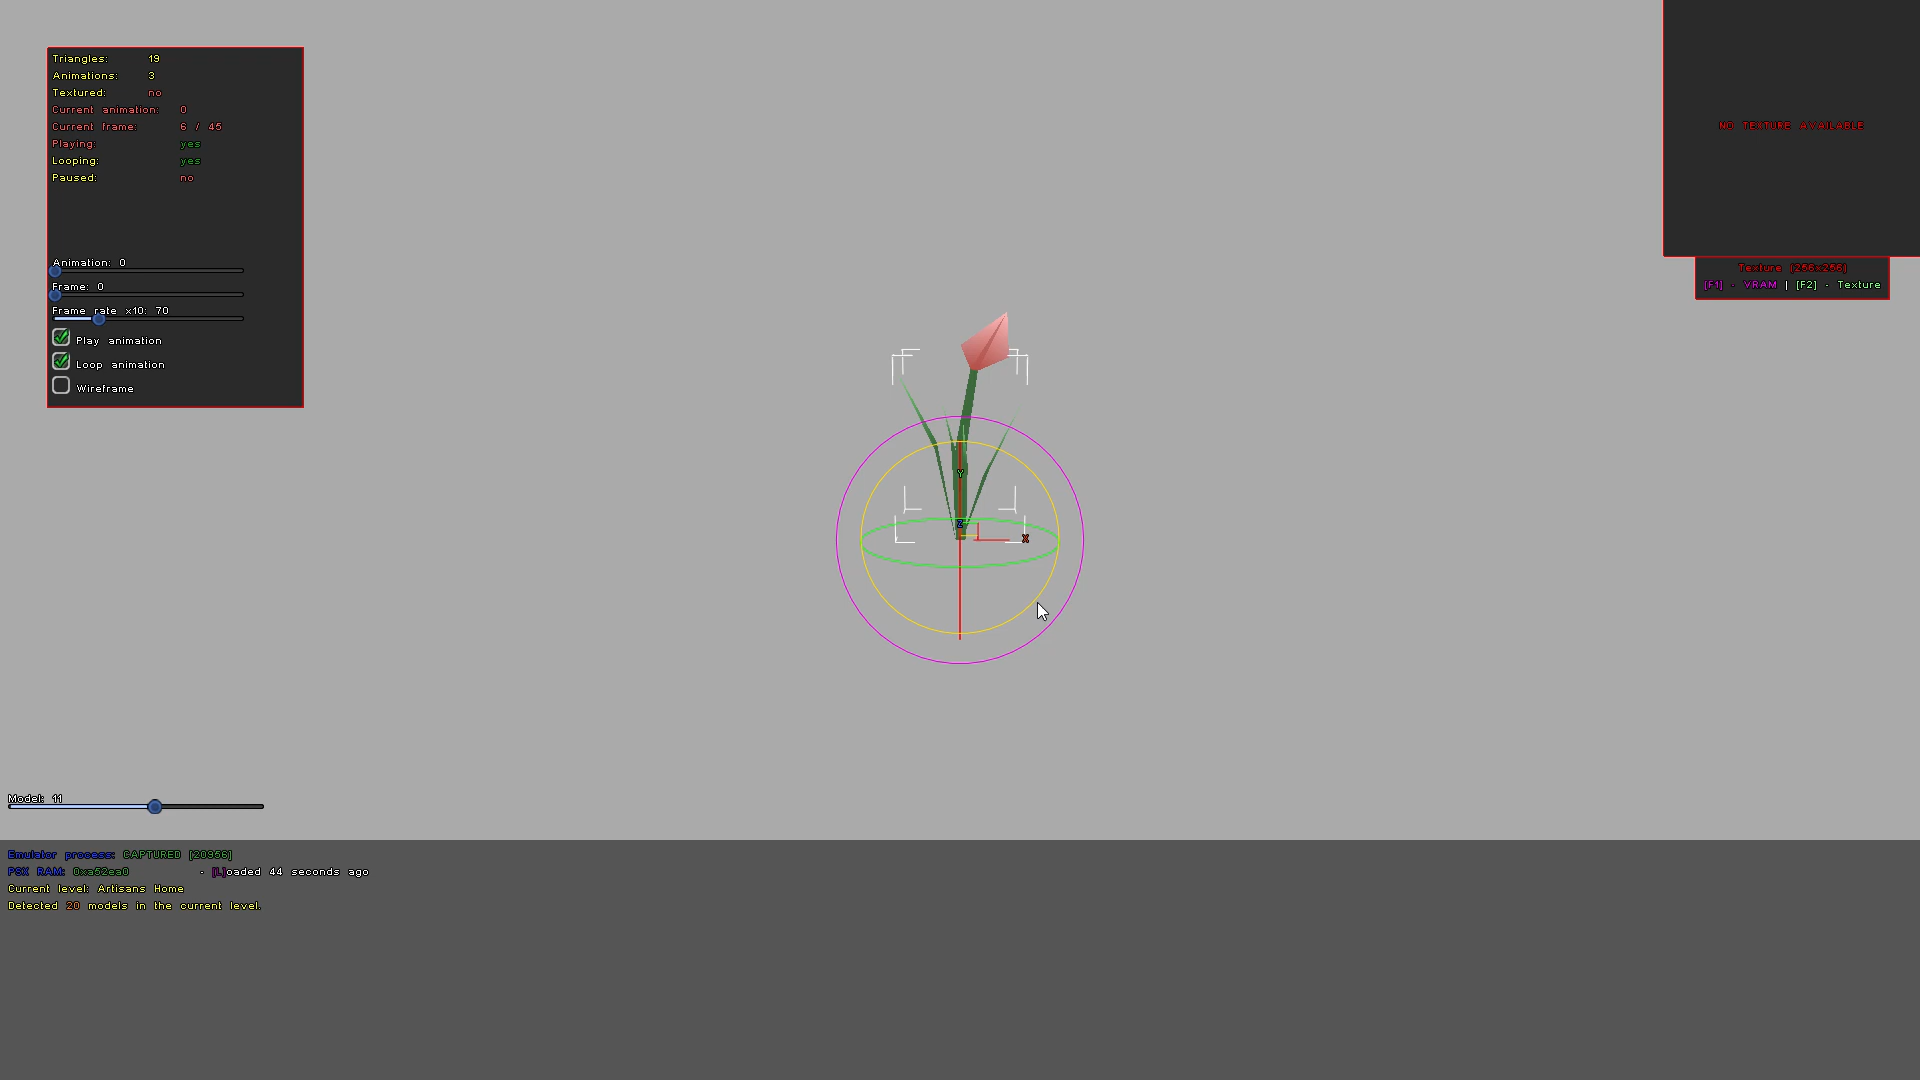 Triangles: 19
Animations: 3
Textured: no
Current animation: 0
Current frame: 6 / 45
Playing: yes
Looping: yes
Paused: no
Animation: 0
Frame: 0
Frame rate x10: 70
Play animation
Loop animation
Wireframe
NO TEXTURE AVAILABLE
Texture [256x256]
[F1] - VRAM | [F2] - Texture
Y
Z
X
Model: 11
Emulator process: CAPTURED [20956]
PSX RAM: 0xa52ea0 - [L]oaded 44 seconds ago
Current level: Artisans Home
Detected 20 models in the current level.